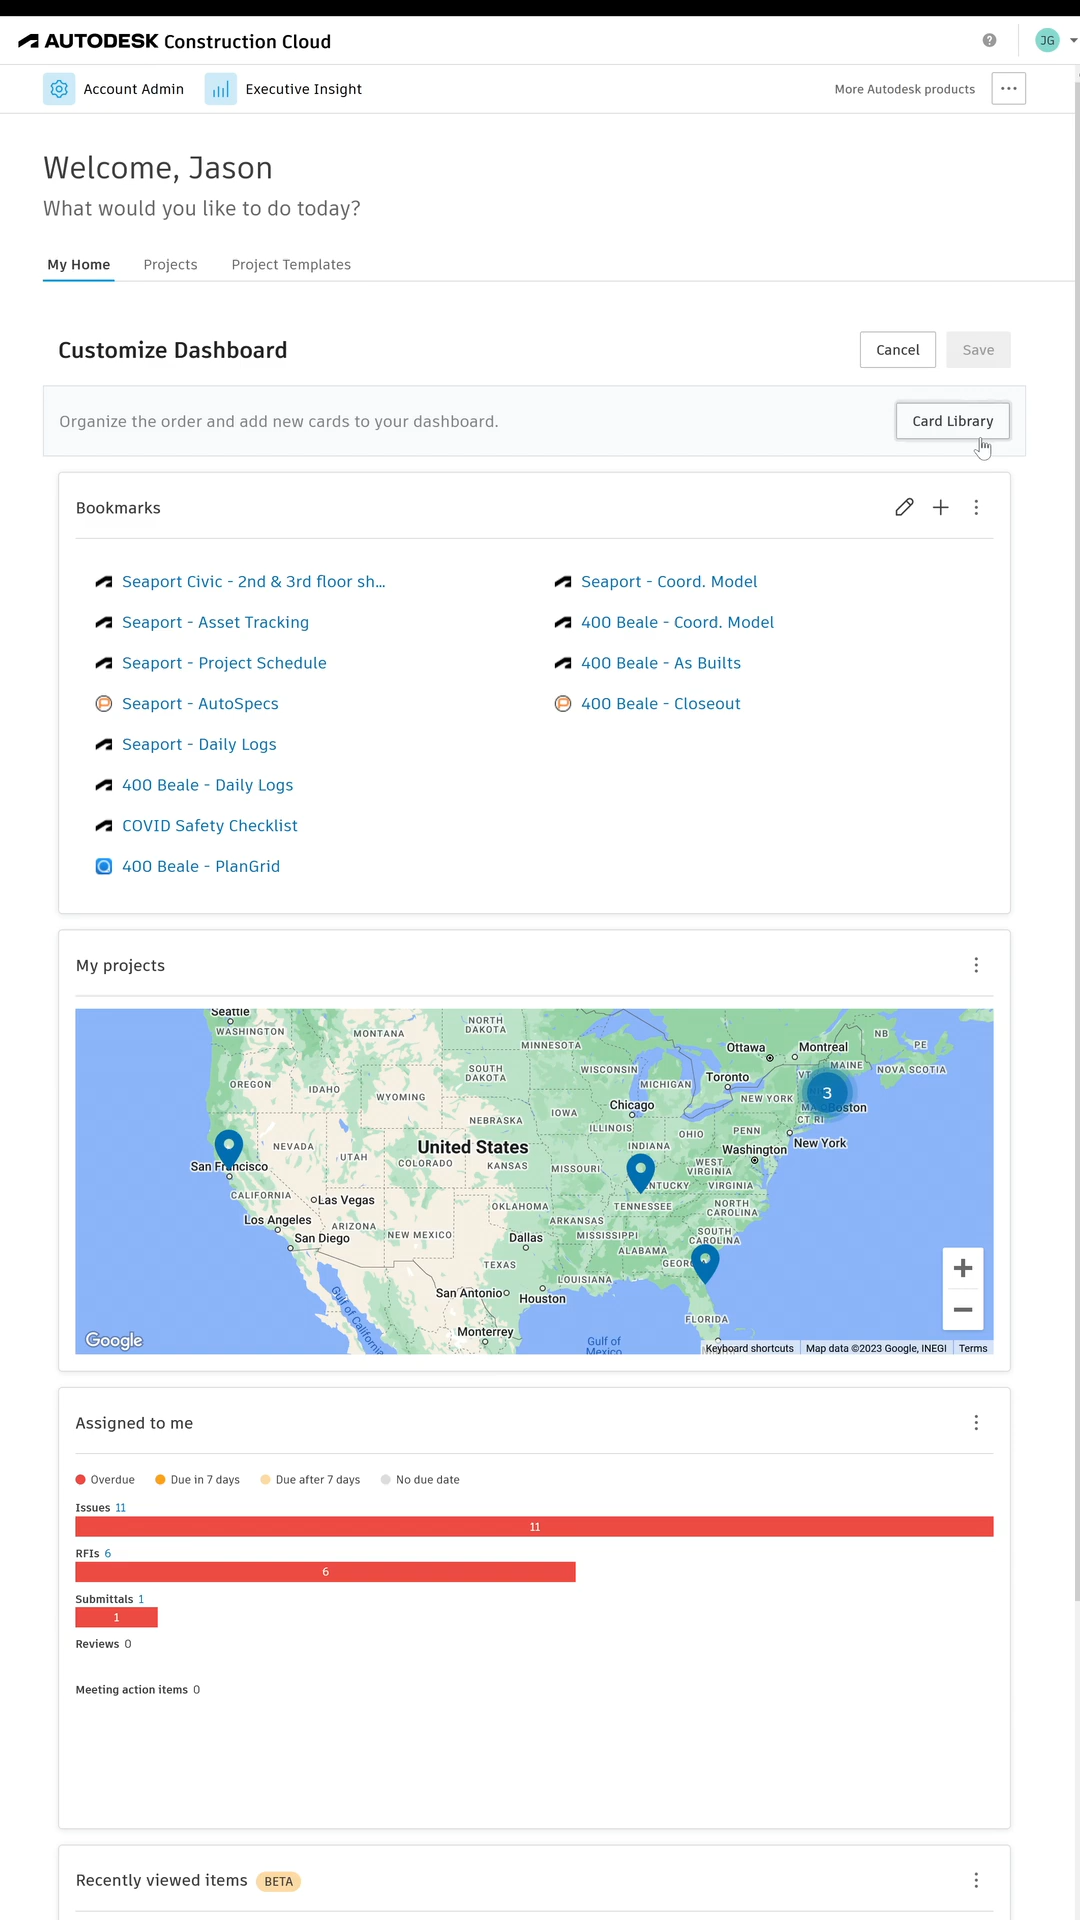 AUTODESK Construction Cloud
JG
Account Admin
Executive Insight
More Autodesk products
Welcome, Jason
What would you like to do today?
My Home
Projects
Project Templates
Customize Dashboard
Cancel
Save
Organize the order and add new cards to your dashboard.
Card Library
Bookmarks
Seaport Civic - 2nd & 3rd floor sh...
Seaport - Asset Tracking
Seaport - Project Schedule
Seaport - AutoSpecs
Seaport - Daily Logs
400 Beale - Daily Logs
COVID Safety Checklist
400 Beale - PlanGrid
Seaport - Coord. Model
400 Beale - Coord. Model
400 Beale - As Builts
400 Beale - Closeout
My projects
Seattle
WASHINGTON
MONTANA
NORTH
DAKOTA
MINNESOTA
Ottawa
Montreal
NB
PE
OREGON
IDAHO
WYOMING
SOUTH
DAKOTA
WISCONSIN
MICHIGAN
Toronto
VT
MAINE
NOVA SCOTIA
NEW YORK
3
Boston
CT RI
Chicago
IOWA
NEBRASKA
ILLINOIS
INDIANA
OHIO
PENN
New York
NEVADA
UTAH
COLORADO
United States
KANSAS
MISSOURI
WEST
VIRGINIA
Washington
San Francisco
CALIFORNIA
Las Vegas
VIRGINIA
TENNESSEE
NORTH
CAROLINA
OKLAHOMA
ARKANSAS
Los Angeles
ARIZONA
NEW MEXICO
San Diego
Dallas
MISSISSIPPI
ALABAMA
SOUTH
CAROLINA
TEXAS
LOUISIANA
San Antonio
Houston
FLORIDA
Gulf of
California
Monterrey
Gulf of
Mexico
Google
Keyboard shortcuts
Map data ©2023 Google, INEGI
Terms
Assigned to me
Overdue
Due in 7 days
Due after 7 days
No due date
Issues 11
11
RFIs 6
6
Submittals 1
1
Reviews 0
Meeting action items 0
Recently viewed items BETA